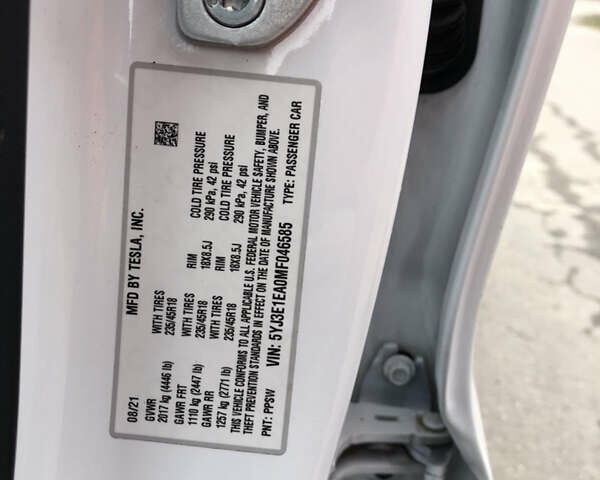 MFD BY TESLA, INC.
08/21
GVWR WITH TIRES RIM COLD TIRE PRESSURE
2017 kg (4446 lb) 235/45R18 18X8.5J 290 kPa, 42 psi
GAWR FRT WITH TIRES RIM COLD TIRE PRESSURE
1110 kg (2447 lb) 235/45R18 18X8.5J 290 kPa, 42 psi
GAWR RR WITH TIRES
1257 kg (2771 lb) 235/45R18
THIS VEHICLE CONFORMS TO ALL APPLICABLE U.S. FEDERAL MOTOR VEHICLE SAFETY, BUMPER, AND
THEFT PREVENTION STANDARDS IN EFFECT ON THE DATE OF MANUFACTURE SHOWN ABOVE.
VIN: 5YJ3E1EA0MF046585 TYPE: PASSENGER CAR
PNT: PPSW